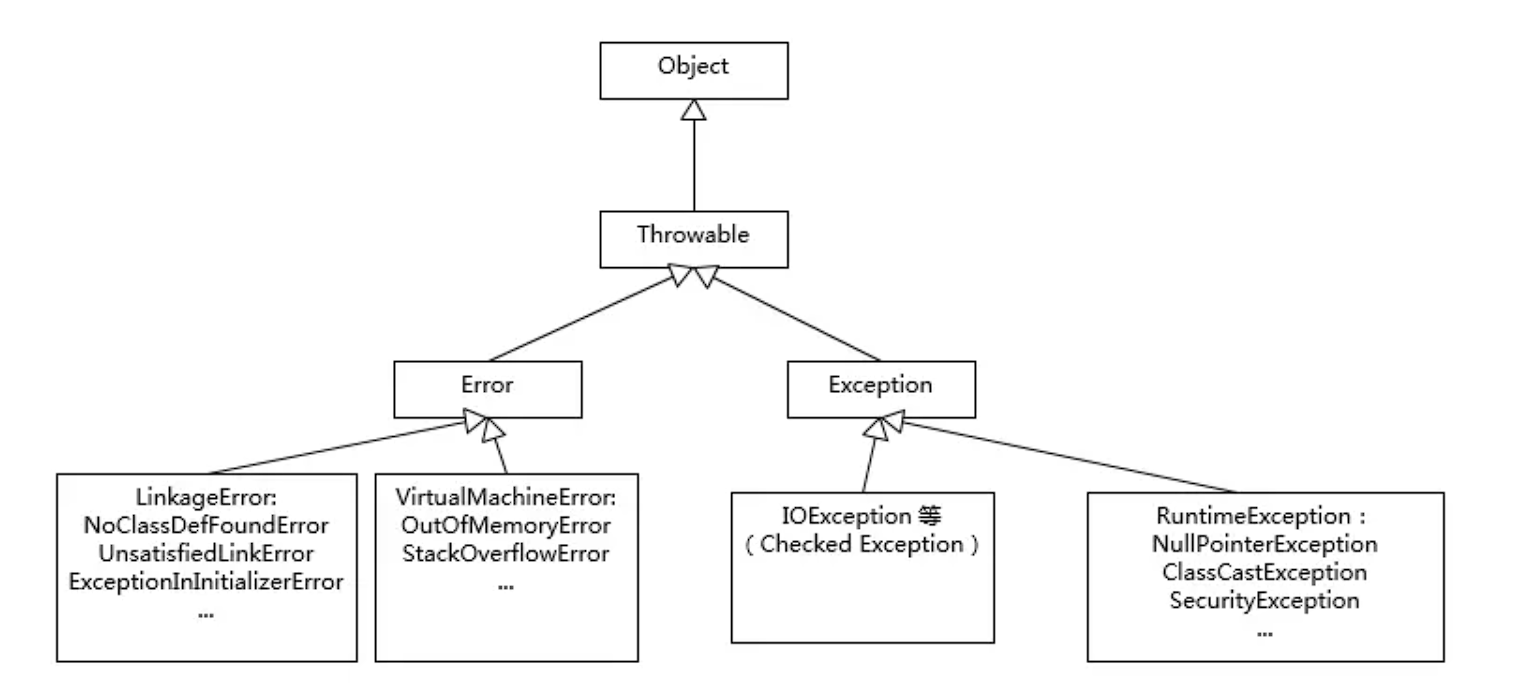 Object
Throwable
Error
Exception
LinkageError:
NoClassDefFoundError
UnsatisfiedLinkError
ExceptionInInitializerError
...
VirtualMachineError:
OutOfMemoryError
StackOverflowError
...
IOException 等
( Checked Exception )
RuntimeException :
NullPointerException
ClassCastException
SecurityException
...